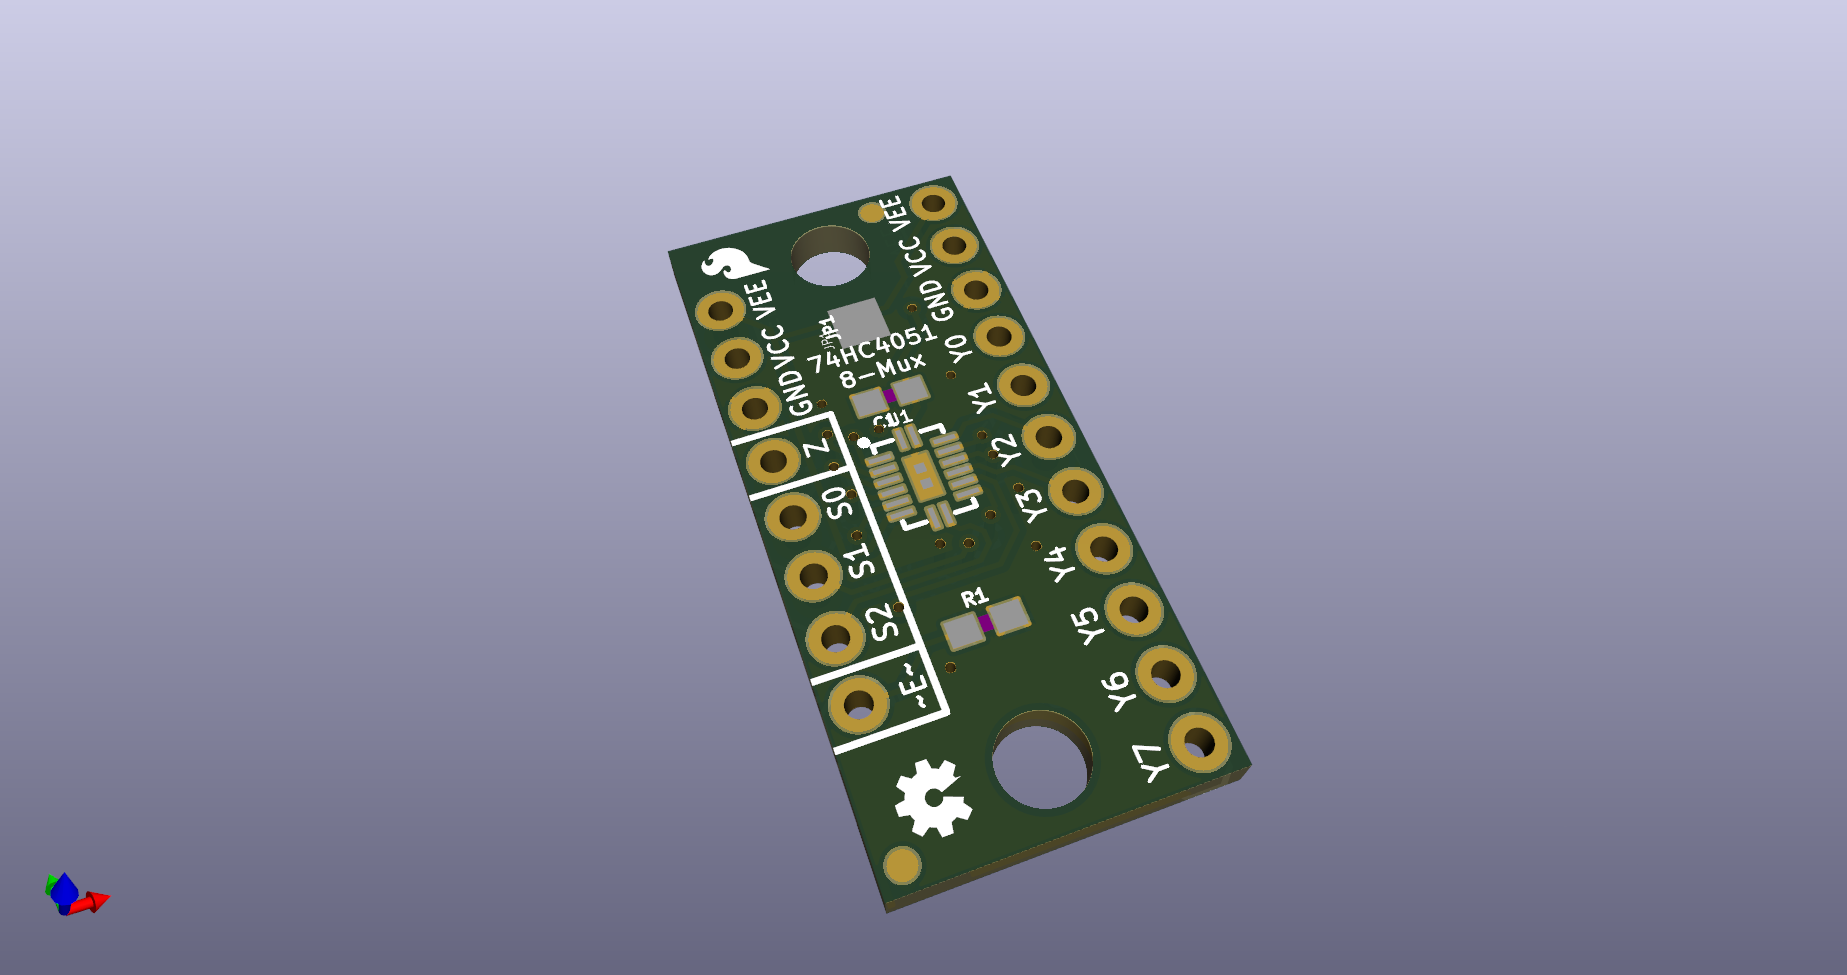 VEE
VCC
GND
VEE
VCC
GND
JP1
74HC4051
8-Mux
C1
U1
Z
S0
S1
S2
~E~
Y0
Y1
Y2
Y3
Y4
Y5
Y6
Y7
R1